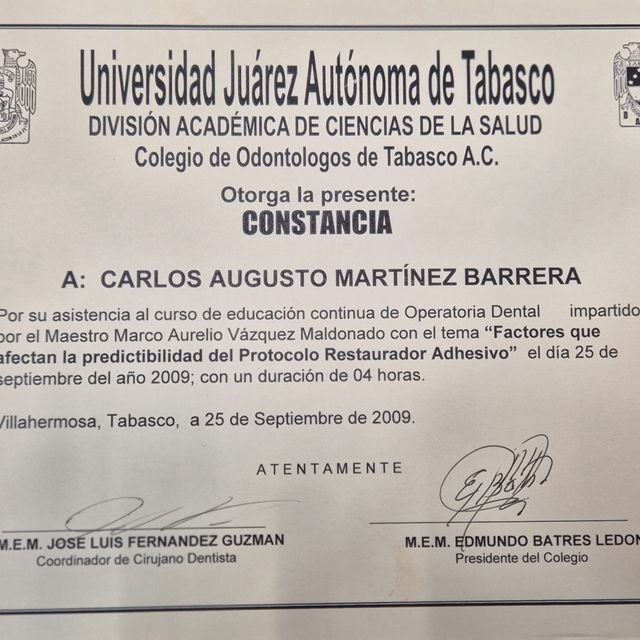 Universidad Juárez Autónoma de Tabasco
DIVISIÓN ACADÉMICA DE CIENCIAS DE LA SALUD
Colegio de Odontologos de Tabasco A.C.
Otorga la presente:
CONSTANCIA
A: CARLOS AUGUSTO MARTÍNEZ BARRERA
Por su asistencia al curso de educación continua de Operatoria Dental impartido
por el Maestro Marco Aurelio Vázquez Maldonado con el tema “Factores que
afectan la predictibilidad del Protocolo Restaurador Adhesivo” el día 25 de
septiembre del año 2009; con un duración de 04 horas.
Villahermosa, Tabasco, a 25 de Septiembre de 2009.
ATENTAMENTE
M.E.M. JOSE LUIS FERNANDEZ GUZMAN
Coordinador de Cirujano Dentista
M.E.M. EDMUNDO BATRES LEDON
Presidente del Colegio